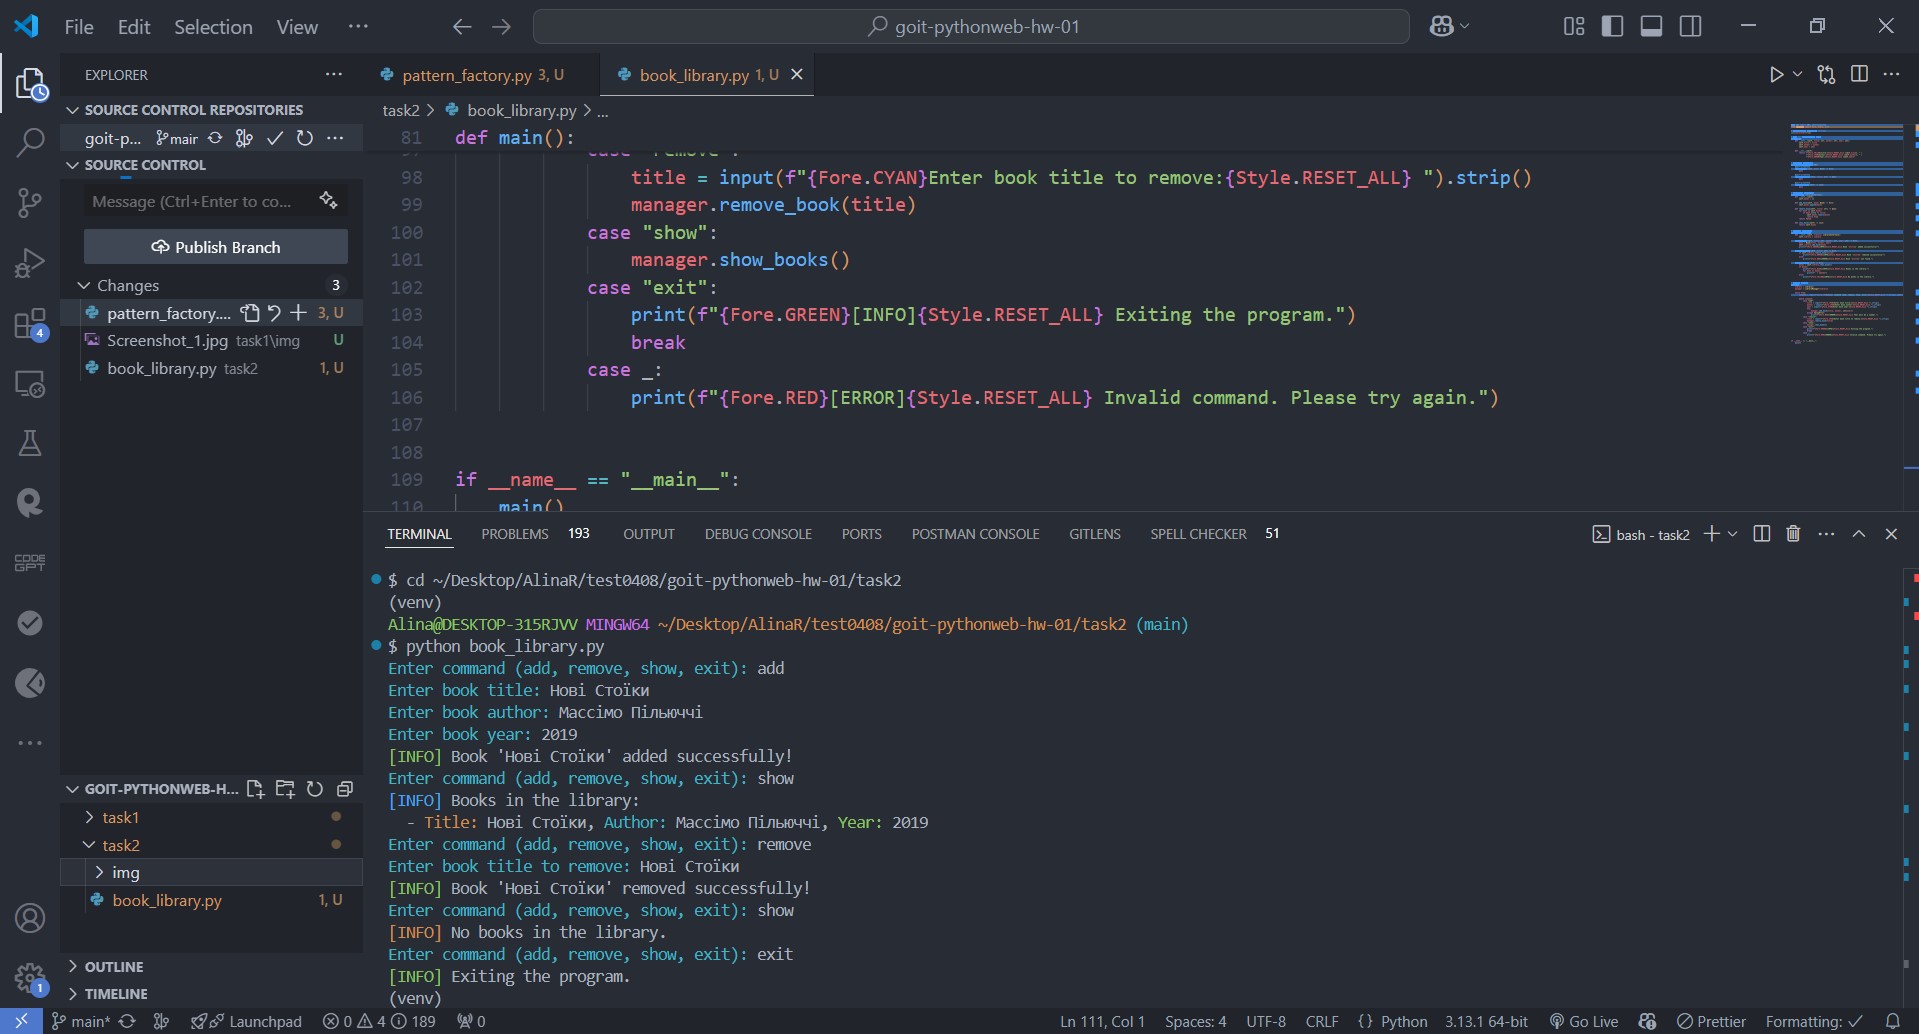 File Edit Selection View ...
goit-pythonweb-hw-01
EXPLORER
SOURCE CONTROL REPOSITORIES
goit-p... main
SOURCE CONTROL
Message (Ctrl+Enter to co...
Publish Branch
Changes 3
pattern_factory.... 3, U
Screenshot_1.jpg task1\img U
book_library.py task2 1, U
4
GOIT-PYTHONWEB-H...
task1
task2
img
book_library.py 1, U
OUTLINE
TIMELINE
CODE
GPT
1
pattern_factory.py 3, U book_library.py 1, U
task2 > book_library.py > ...
81 def main():
98 title = input(f"{Fore.CYAN}Enter book title to remove:{Style.RESET_ALL} ").strip()
99 manager.remove_book(title)
100 case "show":
101 manager.show_books()
102 case "exit":
103 print(f"{Fore.GREEN}[INFO]{Style.RESET_ALL} Exiting the program.")
104 break
105 case _:
106 print(f"{Fore.RED}[ERROR]{Style.RESET_ALL} Invalid command. Please try again.")
107
108
109 if __name__ == "__main__":
110 main()
TERMINAL PROBLEMS 193 OUTPUT DEBUG CONSOLE PORTS POSTMAN CONSOLE GITLENS SPELL CHECKER 51
bash - task2
$ cd ~/Desktop/AlinaR/test0408/goit-pythonweb-hw-01/task2
(venv)
Alina@DESKTOP-315RJVV MINGW64 ~/Desktop/AlinaR/test0408/goit-pythonweb-hw-01/task2 (main)
$ python book_library.py
Enter command (add, remove, show, exit): add
Enter book title: Нові Стоїки
Enter book author: Массімо Пільюччі
Enter book year: 2019
[INFO] Book 'Нові Стоїки' added successfully!
Enter command (add, remove, show, exit): show
[INFO] Books in the library:
- Title: Нові Стоїки, Author: Массімо Пільюччі, Year: 2019
Enter command (add, remove, show, exit): remove
Enter book title to remove: Нові Стоїки
[INFO] Book 'Нові Стоїки' removed successfully!
Enter command (add, remove, show, exit): show
[INFO] No books in the library.
Enter command (add, remove, show, exit): exit
[INFO] Exiting the program.
(venv)
main* Launchpad 0 4 189 0 Ln 111, Col 1 Spaces: 4 UTF-8 CRLF {} Python 3.13.1 64-bit Go Live Prettier Formatting: